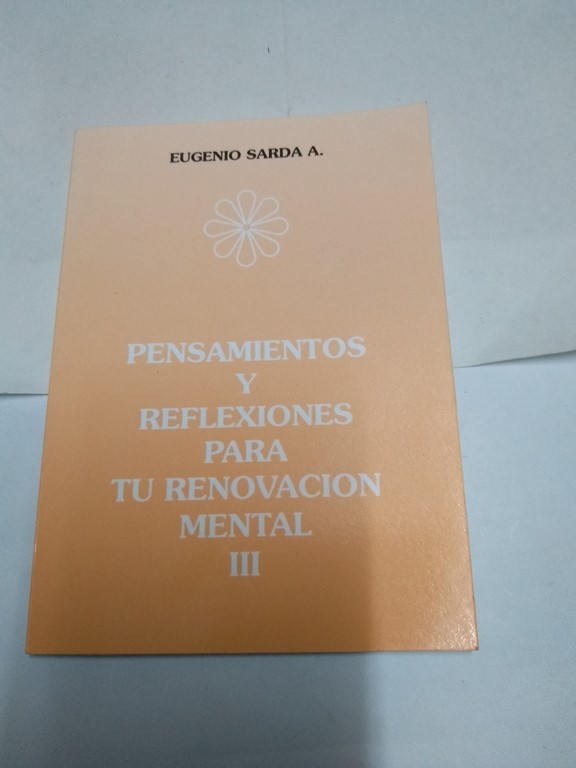 EUGENIO SARDA A.
PENSAMIENTOS
Y
REFLEXIONES
PARA
TU RENOVACION
MENTAL
III